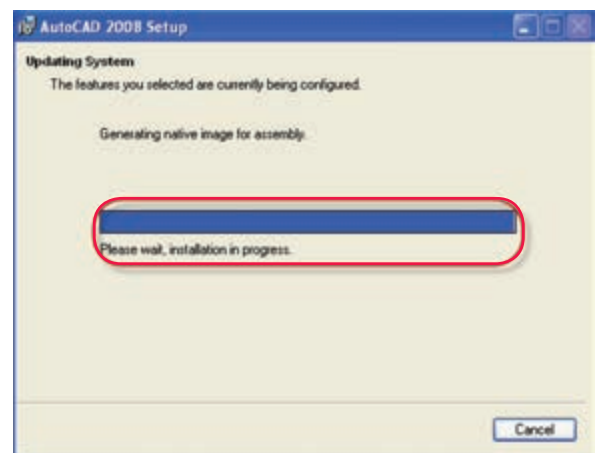 AutoCAD 2008 Setup
Updating System
The features you selected are currently being configured.
Generating native image for assembly.
Please wait, installation in progress.
Cancel